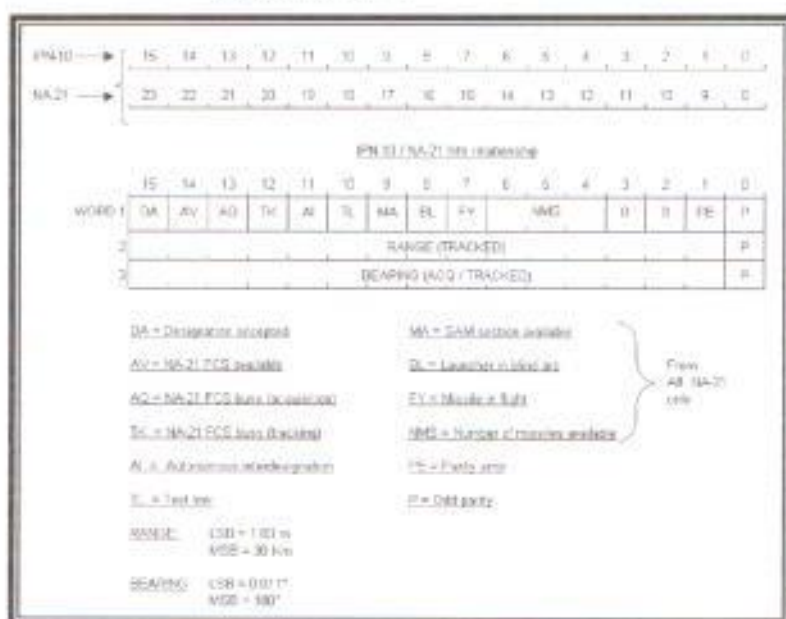 IPN-10 15 14 13 12 11 10 9 8 7 6 5 4 3 2 1 0
NA-21 23 22 21 20 19 18 17 16 15 14 13 12 11 10 9 0
IPN-10 / NA-21 bits relationship
15 14 13 12 11 10 9 8 7 6 5 4 3 2 1 0
WORD 1 DA AV AQ TK AI TL MA BL FY NMS 0 0 PE P
2 RANGE (TRACKED) P
3 BEARING (ACQ / TRACKED) P
DA = Designation accepted
MA = SAM section available
AV = NA-21 FCS available
BL = Launcher in blind arc
From
Aft NA-21
only
AQ = NA-21 FCS busy (acquisition)
FY = Missile in flight
TK = NA-21 FCS busy (tracking)
NMS = Number of missiles available
AI = Autonomous interdesignation
PE = Parity error
TL = Test link
P = Odd parity
RANGE: LSB = 1.83 m
MSB = 30 Km
BEARING LSB = 0.011°
MSB = 180°